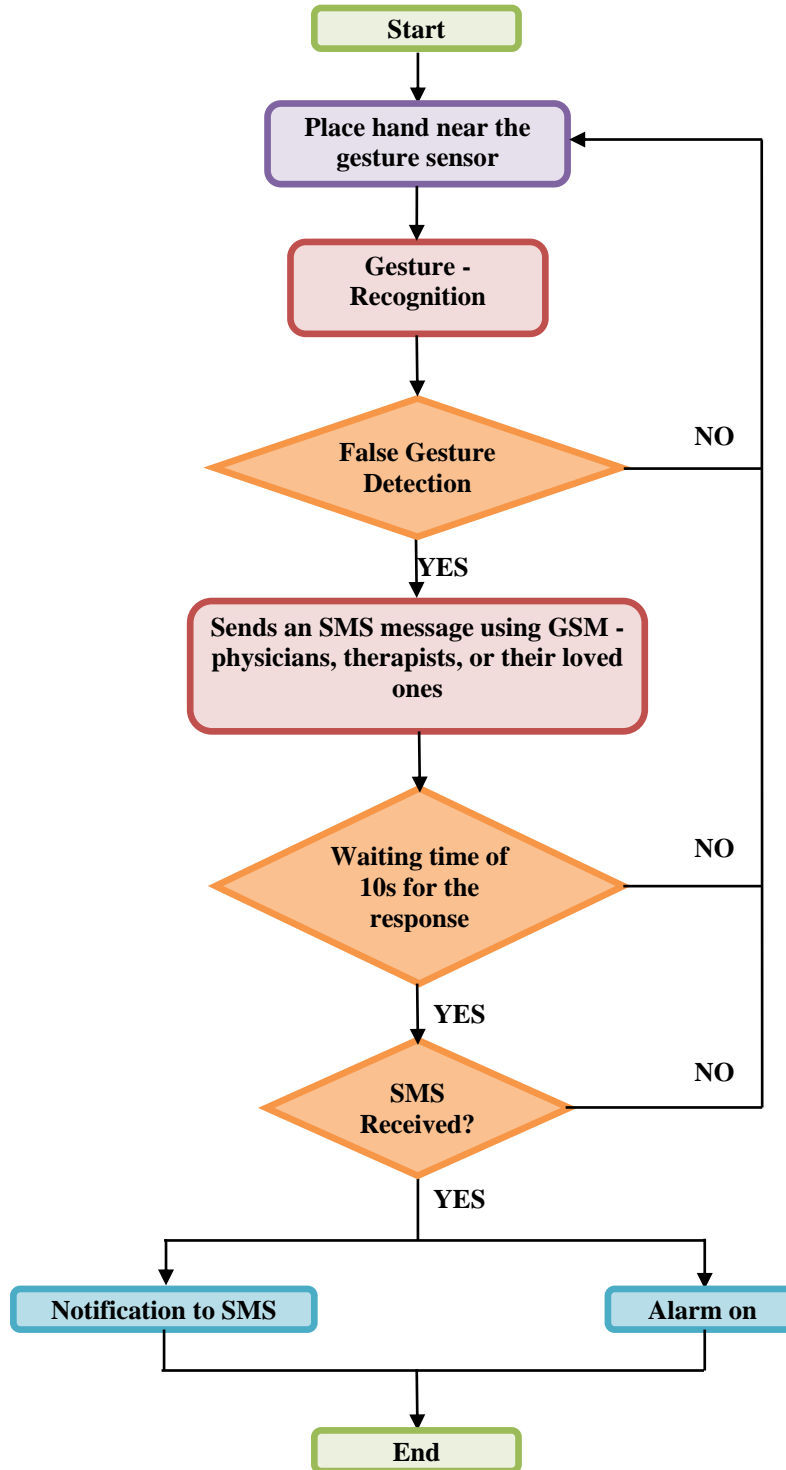 Start
Place hand near the
gesture sensor
Gesture -
Recognition
False Gesture
Detection
NO
YES
Sends an SMS message using GSM -
physicians, therapists, or their loved
ones
Waiting time of
10s for the
response
NO
YES
SMS
Received?
NO
YES
Notification to SMS
Alarm on
End